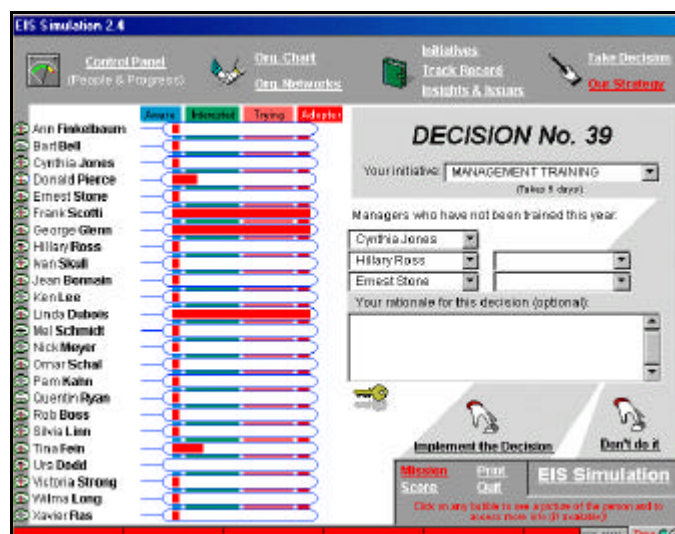 EIS Simulation 2.4
Control Panel
(People & Progress)
Org. Chart
Org. Networks
Initiatives
Track Record
Insights & Issues
Take Decision
Our Strategy
Aware Interested Trying Adopter
Ann Finkelbaum
Bart Bell
Cynthia Jones
Donald Pierce
Ernest Stone
Frank Scotti
George Glenn
Hillary Ross
Ivan Skull
Jean Bonnain
Ken Lee
Linda Dubois
Mel Schmidt
Nick Meyer
Omar Schal
Pam Kahn
Quentin Ryan
Rob Boss
Silvia Linn
Tina Fein
Urs Dodd
Victoria Strong
Wilma Long
Xavier Ras
DECISION No. 39
Your initiative: MANAGEMENT TRAINING
(Takes 5 days)
Managers who have not been trained this year:
Cynthia Jones
Hillary Ross
Ernest Stone
Your rationale for this decision (optional):
Implement the Decision
Don't do it
Mission Print
Score Quit
EIS Simulation
Click on any bubble to see a picture of the person and to
access more info (if available)!